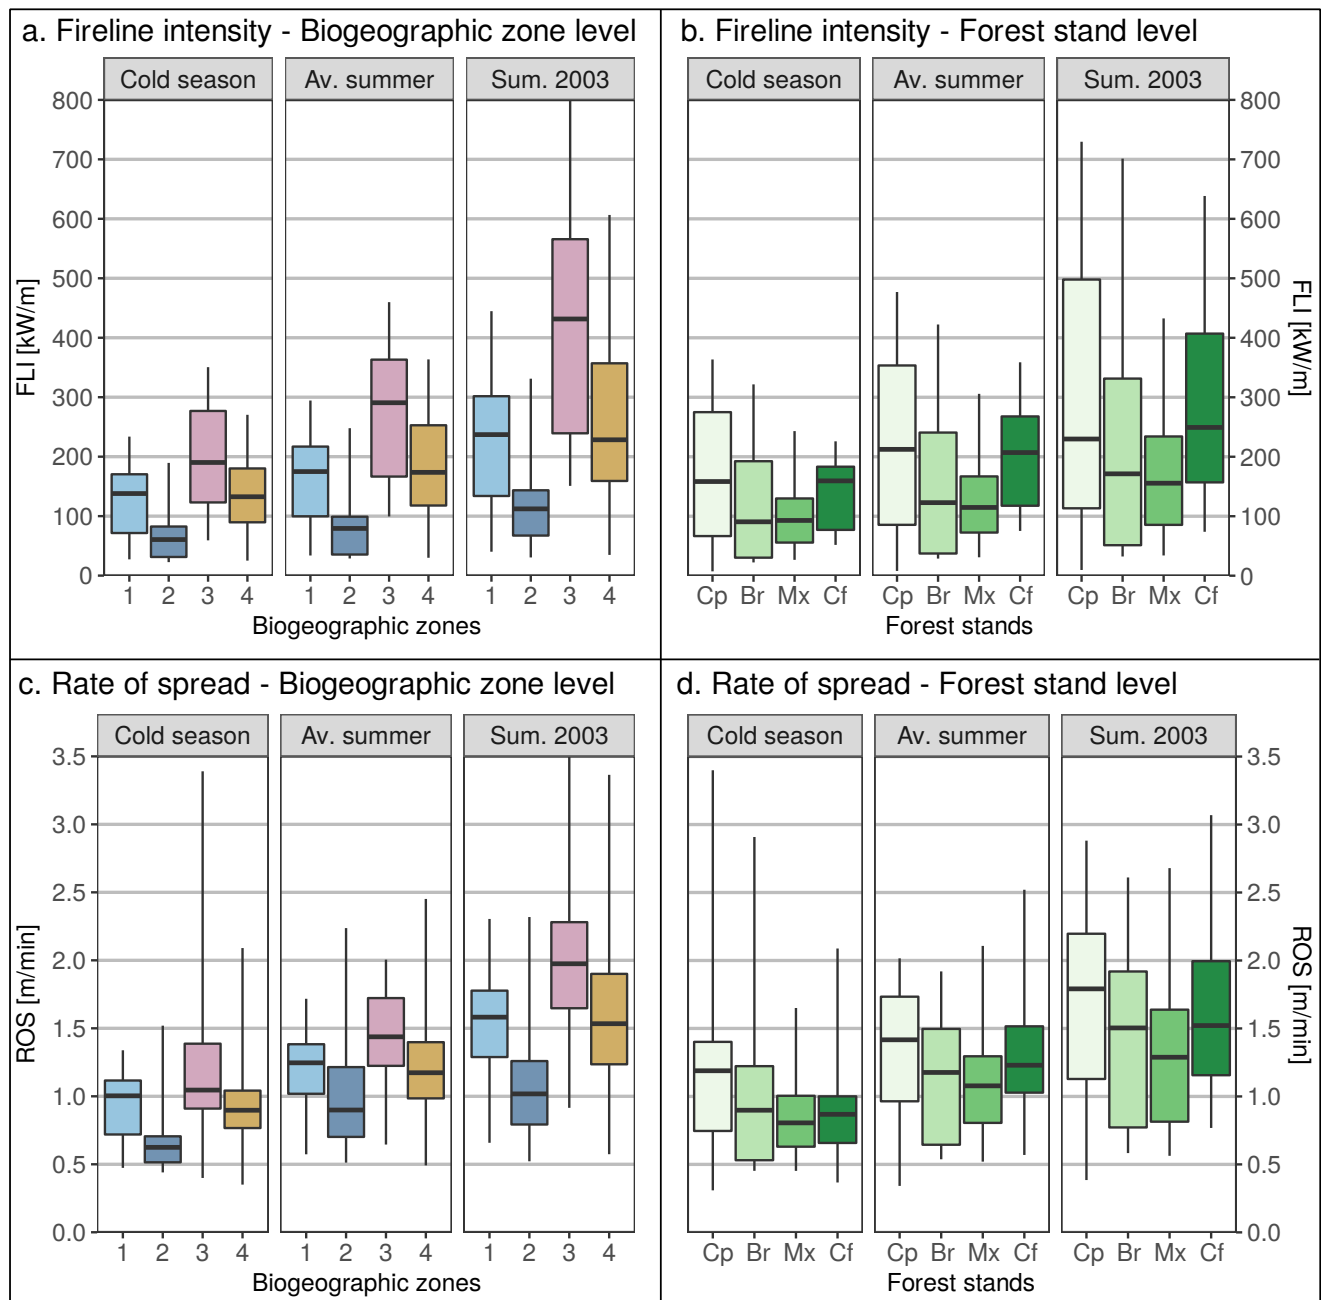 a. Fireline intensity - Biogeographic zone level
Cold season Av. summer Sum. 2003
800
700
600
500
400
300
200
100
0
FLI [kW/m]
1 2 3 4 1 2 3 4 1 2 3 4
Biogeographic zones
b. Fireline intensity - Forest stand level
Cold season Av. summer Sum. 2003
800
700
600
500
400
300
200
100
0
FLI [kW/m]
Cp Br Mx Cf Cp Br Mx Cf Cp Br Mx Cf
Forest stands
c. Rate of spread - Biogeographic zone level
Cold season Av. summer Sum. 2003
3.5
3.0
2.5
2.0
1.5
1.0
0.5
0.0
ROS [m/min]
1 2 3 4 1 2 3 4 1 2 3 4
Biogeographic zones
d. Rate of spread - Forest stand level
Cold season Av. summer Sum. 2003
3.5
3.0
2.5
2.0
1.5
1.0
0.5
0.0
ROS [m/min]
Cp Br Mx Cf Cp Br Mx Cf Cp Br Mx Cf
Forest stands